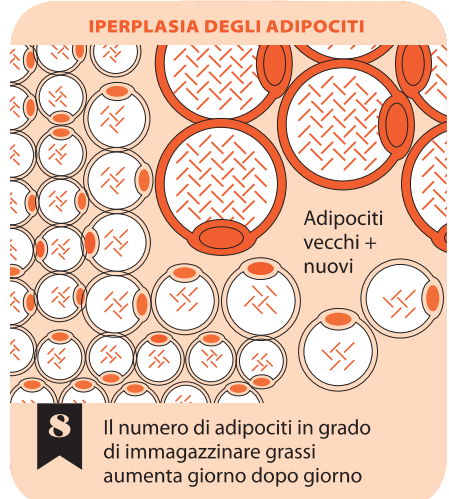 IPERPLASIA DEGLI ADIPOCITI
Adipociti
vecchi +
nuovi
8
Il numero di adipociti in grado
di immagazzinare grassi
aumenta giorno dopo giorno